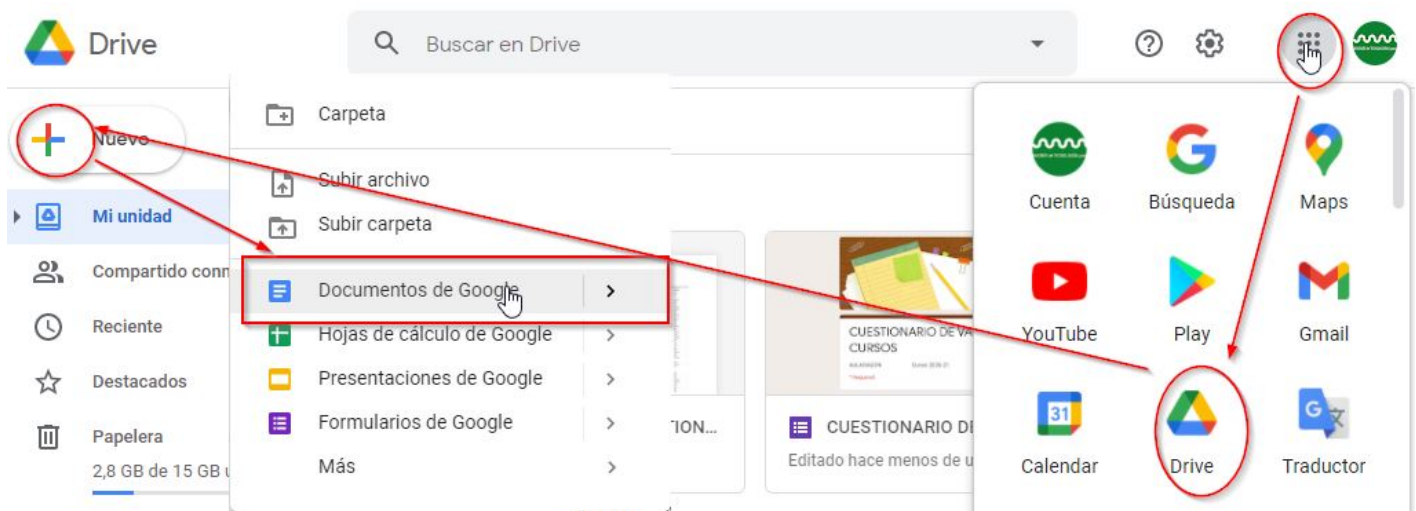 Drive
Buscar en Drive
Nuevo
Carpeta
Subir archivo
Subir carpeta
Documentos de Google
Hojas de cálculo de Google
Presentaciones de Google
Formularios de Google
Más
Mi unidad
Compartido conm
Reciente
Destacados
Papelera
2,8 GB de 15 GB u
CUESTIONARIO DE VA
CURSOS
TION...
CUESTIONARIO DE
Editado hace menos de u
Cuenta
Búsqueda
Maps
YouTube
Play
Gmail
31
Calendar
Drive
G
Traductor